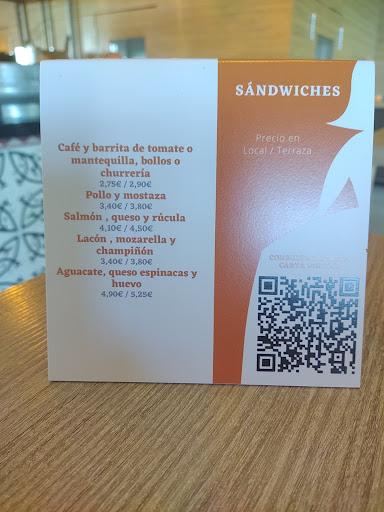 Café y barrita de tomate o
mantequilla, bollos o
churrería
2,75€ / 2,90€
Pollo y mostaza
3,40€ / 3,80€
Salmón , queso y rúcula
4,10€ / 4,50€
Lacón , mozarella y
champiñón
3,40€ / 3,80€
Aguacate, queso espinacas y
huevo
4,90€ / 5,25€
SÁNDWICHES
Precio en
Local / Terraza
CARTA